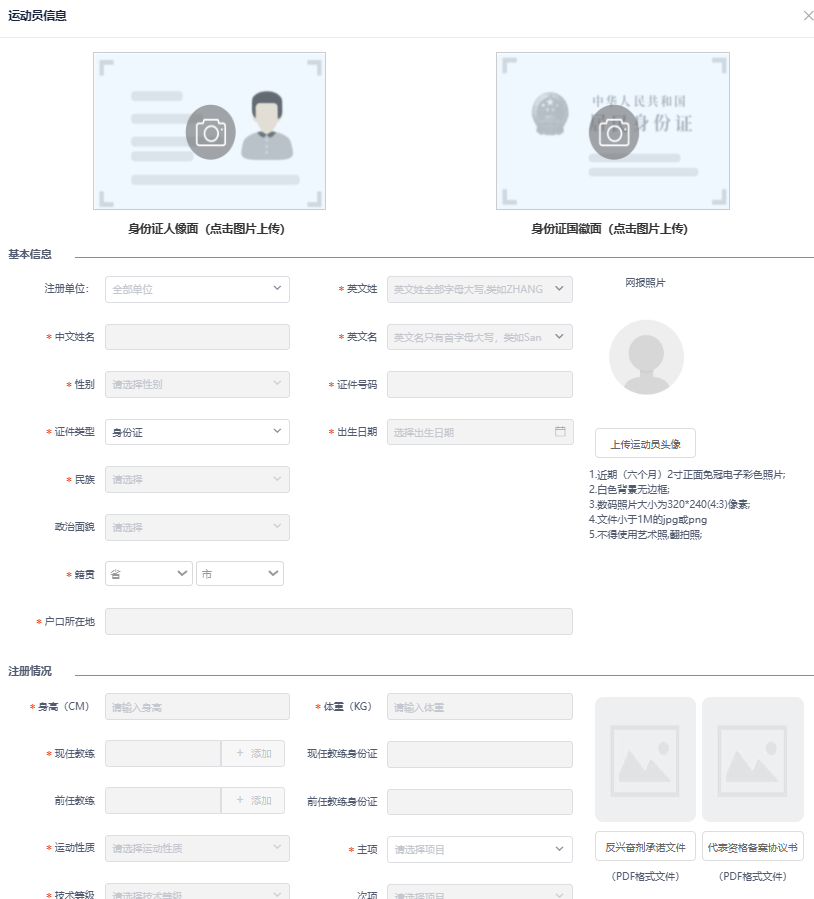 运动员信息
中华人民共和国
居民身份证
身份证人像面（点击图片上传）
身份证国徽面（点击图片上传）
基本信息
注册单位: 全部单位
* 英文姓 英文姓全部字母大写,类如ZHANG
网报照片
* 中文姓名
* 英文名 英文名只有首字母大写，类如San
* 性别 请选择性别
* 证件号码
* 证件类型 身份证
* 出生日期 选择出生日期
上传运动员头像
* 民族 请选择
1.近期（六个月）2寸正面免冠电子彩色照片;
2.白色背景无边框;
3.数码照片大小为320*240(4:3)像素;
4.文件小于1M的jpg或png
5.不得使用艺术照,翻拍照;
政治面貌 请选择
* 籍贯 省 市
* 户口所在地
注册情况
* 身高（CM） 请输入身高
* 体重（KG） 请输入体重
* 现任教练 + 添加
现任教练身份证
前任教练 + 添加
前任教练身份证
* 运动性质 请选择运动性质
* 主项 请选择项目
反兴奋剂承诺文件
代表资格备案协议书
（PDF格式文件）
（PDF格式文件）
* 技术等级 请选择技术等级
次项 请选择项目